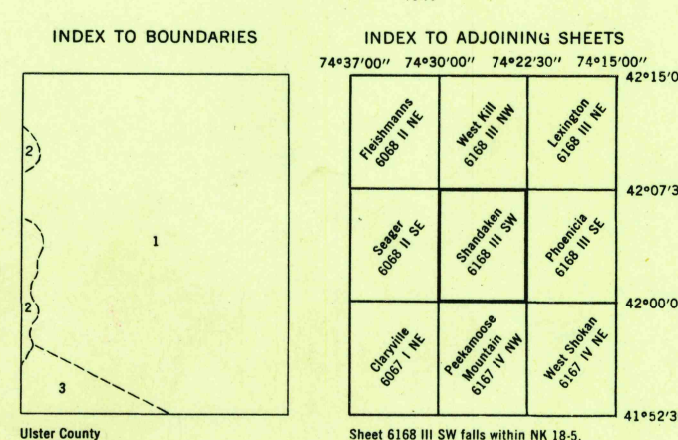 INDEX TO BOUNDARIES
2
1
2
3
Ulster County
INDEX TO ADJOINING SHEETS
74°37'00" 74°30'00" 74°22'30" 74°15'00"
42°15'0
Fleishmanns
6068 II NE
West Kill
6168 III NW
Lexington
6168 III NE
42°07'3
Seager
6068 II SE
Shandaken
6168 III SW
Phoenicia
6168 III SE
42°00'0
Claryville
6067 I NE
Peekamoose
Mountain
6167 IV NW
West Shokan
6167 IV NE
41°52'3
Sheet 6168 III SW falls within NK 18-5,